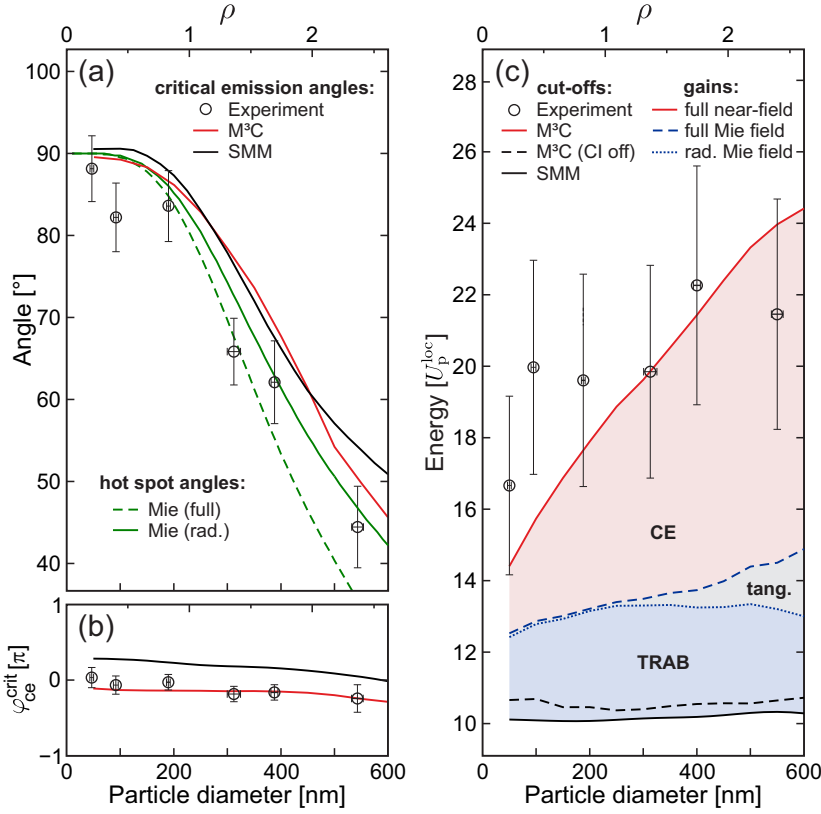 ρ
0 1 2
(a)
critical emission angles:
Experiment
M³C
SMM
hot spot angles:
Mie (full)
Mie (rad.)
Angle [°]
100
90
80
70
60
50
40
(b)
φ_ce^crit [π]
1
0
−1
0 200 400 600
Particle diameter [nm]
ρ
0 1 2
(c)
cut-offs:
Experiment
M³C
M³C (CI off)
SMM
gains:
full near-field
full Mie field
rad. Mie field
CE
tang.
TRAB
Energy [U_p^loc]
28
26
24
22
20
18
16
14
12
10
0 200 400 600
Particle diameter [nm]